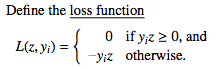 Define the loss function
L(z, yᵢ) = { 0 if yᵢz ≥ 0, and
−yᵢz otherwise.